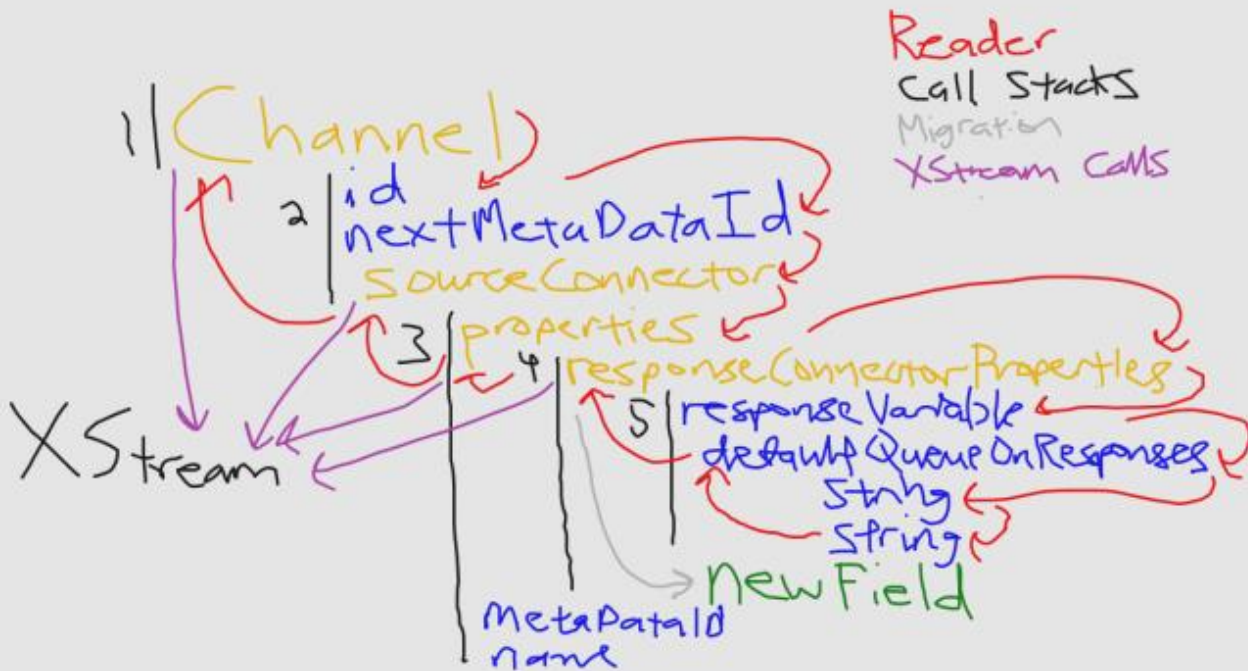 Reader
Call Stacks
Migration
XStream Calls
1 Channel
2 id
nextMetaDataId
sourceConnector
3 properties
4 responseConnectorProperties
XStream
5 responseVariable
defaultQueueOnResponses
String
String
newField
MetaDataId
name